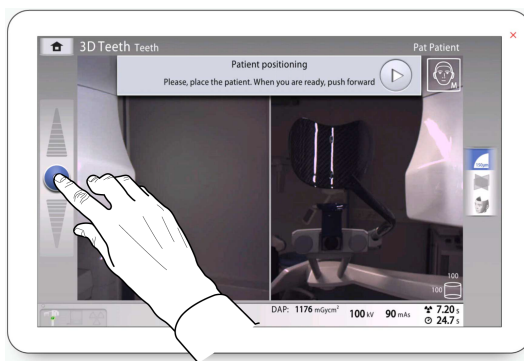 3D Teeth Teeth
Pat Patient
Patient positioning
Please, place the patient. When you are ready, push forward
M
100
100
DAP: 1176 mGycm² 100 kV 90 mAs 7.20 s
24.7 s